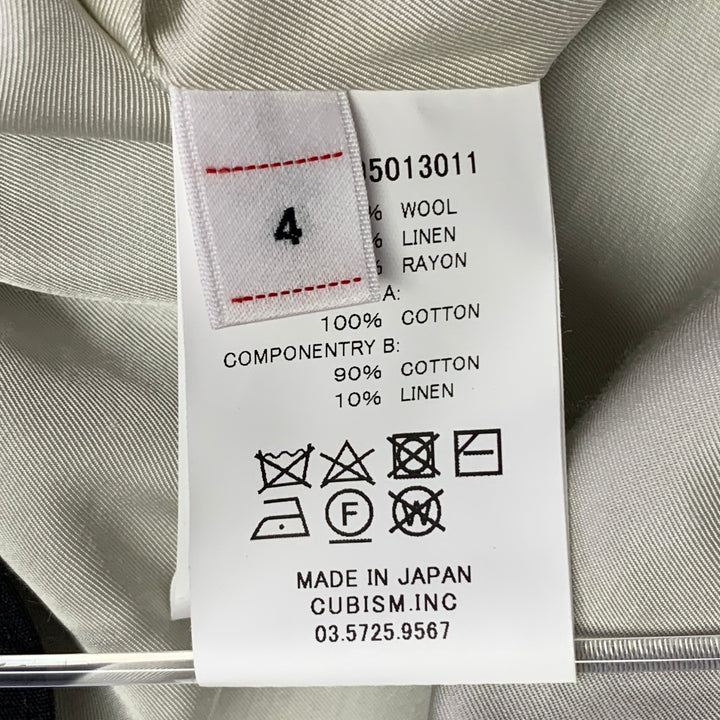 4
5013011
% WOOL
% LINEN
% RAYON
A:
100% COTTON
COMPONENTRY B:
90% COTTON
10% LINEN
F
W
MADE IN JAPAN
CUBISM.INC
03.5725.9567